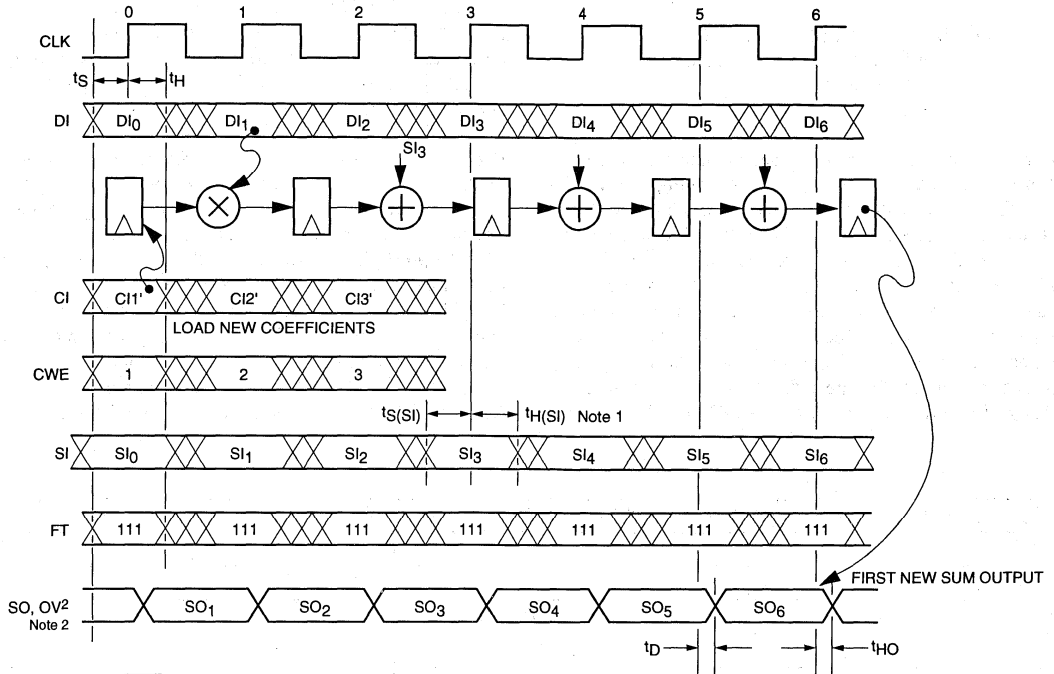 0 1 2 3 4 5 6
CLK
tS tH
DI DI0 DI1 DI2 DI3 DI4 DI5 DI6
SI3
CI CI1' CI2' CI3'
LOAD NEW COEFFICIENTS
CWE 1 2 3
tS(SI) tH(SI) Note 1
SI SI0 SI1 SI2 SI3 SI4 SI5 SI6
FT 111 111 111 111 111 111 111
FIRST NEW SUM OUTPUT
SO, OV2 SO1 SO2 SO3 SO4 SO5 SO6
Note 2
tD tHO